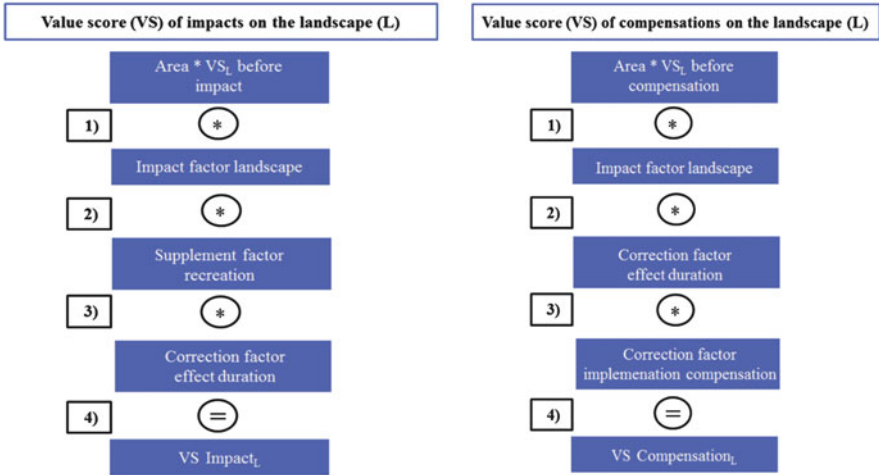 Value score (VS) of impacts on the landscape (L)
Area * VSL before
impact
1)
*
Impact factor landscape
2)
*
Supplement factor
recreation
3)
*
Correction factor
effect duration
4)
=
VS ImpactL
Value score (VS) of compensations on the landscape (L)
Area * VSL before
compensation
1)
*
Impact factor landscape
2)
*
Correction factor
effect duration
3)
*
Correction factor
implemenation compensation
4)
=
VS CompensationL